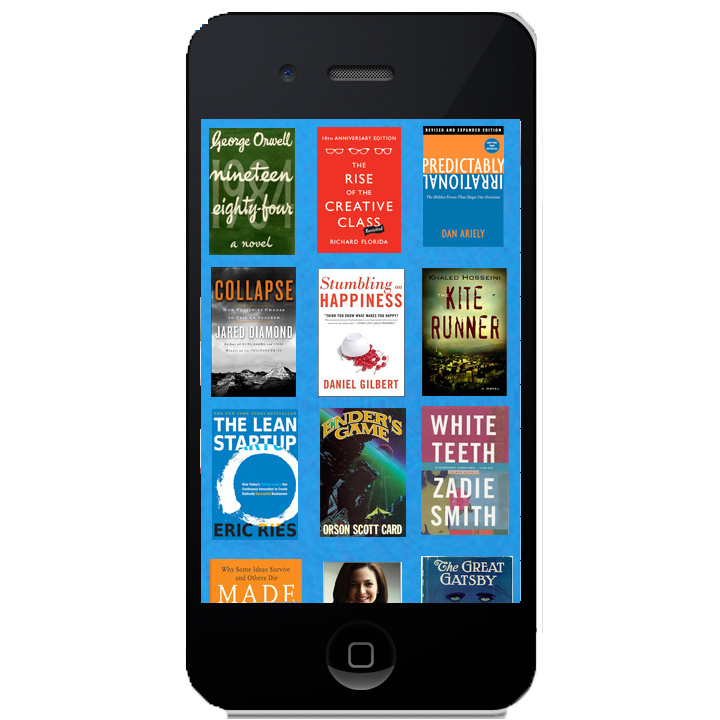 George Orwell
1984
nineteen
eighty-four
a novel
10TH ANNIVERSARY EDITION
THE
RISE
OF THE
CREATIVE
CLASS
Revisited
RICHARD FLORIDA
REVISED AND EXPANDED EDITION
PREDICTABLY
IRRATIONAL
The Hidden Forces That Shape Our Decisions
DAN ARIELY
COLLAPSE
HOW SOCIETIES CHOOSE
TO FAIL OR SUCCEED
JARED DIAMOND
Stumbling on
HAPPINESS
"THINK YOU KNOW WHAT MAKES YOU HAPPY?
DANIEL GILBERT
KHALED HOSSEINI
THE
KITE
RUNNER
A NOVEL
THE NEW YORK TIMES BESTSELLER
THE LEAN
STARTUP
How Today's Entrepreneurs Use
Continuous Innovation to Create
Radically Successful Businesses
ERIC RIES
ENDER'S
GAME
ORSON SCOTT CARD
WHITE
TEETH
ZADIE
SMITH
Why Some Ideas Survive
and Others Die
MADE
The GREAT
GATSBY